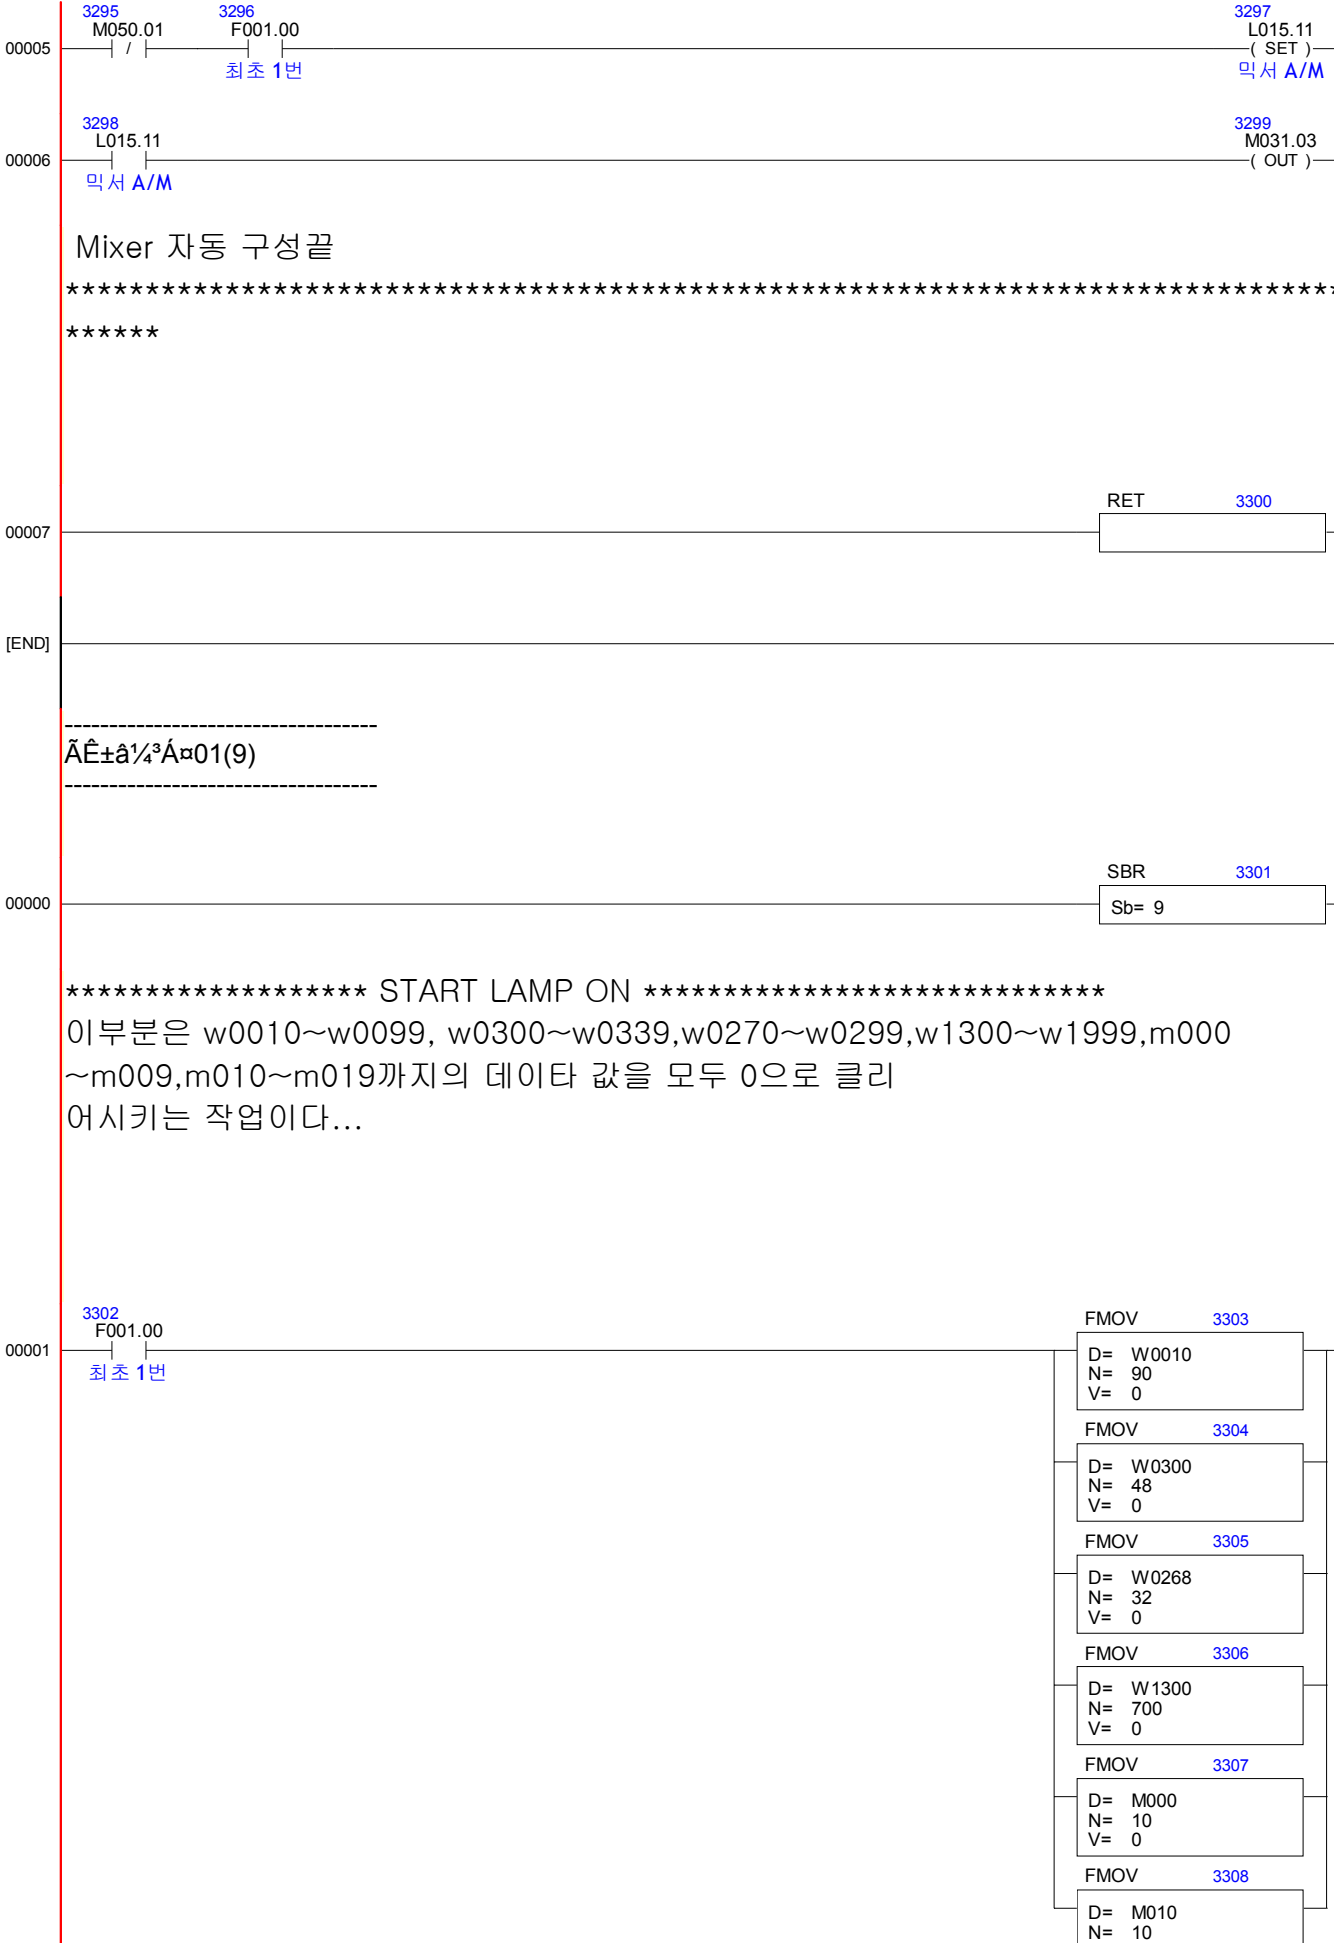 3295 3296 3297
M050.01 F001.00 L015.11
00005 / ( SET )
최초 1번 믹서 A/M
3298 3299
L015.11 M031.03
00006 ( OUT )
믹서 A/M
Mixer 자동 구성끝
*******************************************************************************
******
RET 3300
00007
[END]
-----------------------------------
ÃÊ±â¼³Á¤01(9)
-----------------------------------
SBR 3301
00000 Sb= 9
******************* START LAMP ON *****************************
이부분은 w0010~w0099, w0300~w0339,w0270~w0299,w1300~w1999,m000
~m009,m010~m019까지의 데이타 값을 모두 0으로 클리
어시키는 작업이다...
3302 FMOV 3303
F001.00
00001 D= W0010
최초 1번 N= 90
V= 0
FMOV 3304
D= W0300
N= 48
V= 0
FMOV 3305
D= W0268
N= 32
V= 0
FMOV 3306
D= W1300
N= 700
V= 0
FMOV 3307
D= M000
N= 10
V= 0
FMOV 3308
D= M010
N= 10